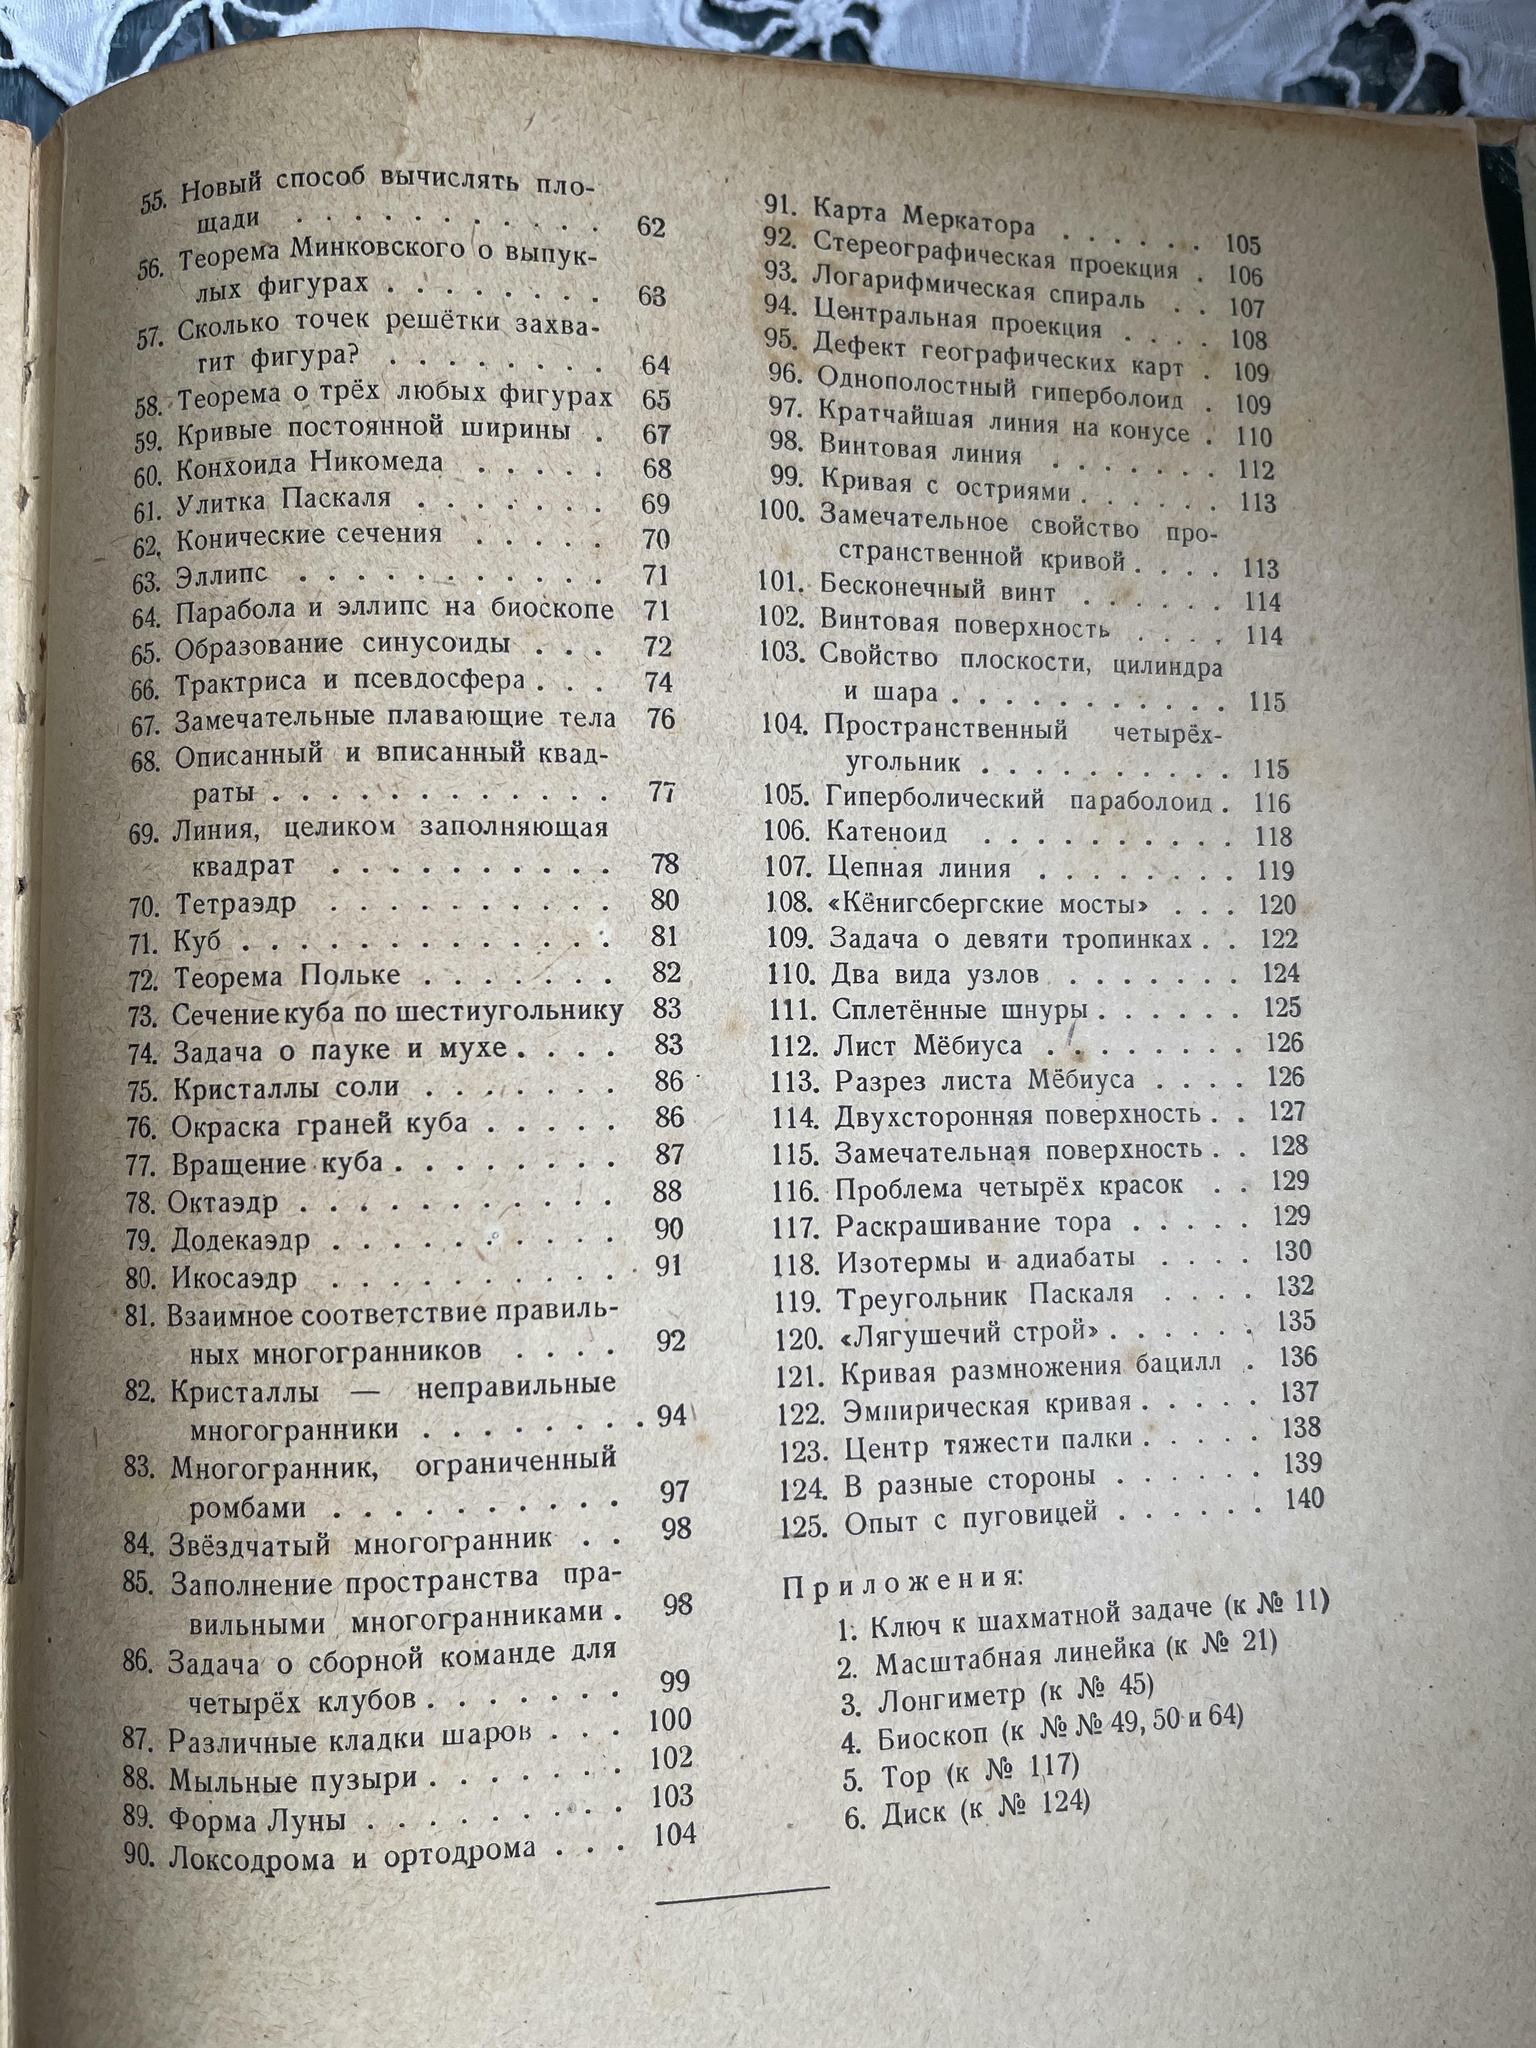 55. Новый способ вычислять пло-
щади . . . . . . . . . . . 62
56. Теорема Минковского о выпук-
лых фигурах . . . . . . . . 63
57. Сколько точек решётки захва-
тит фигура? . . . . . . . 64
58. Теорема о трёх любых фигурах 65
59. Кривые постоянной ширины . 67
60. Конхоида Никомеда . . . . . 68
61. Улитка Паскаля . . . . . . . 69
62. Конические сечения . . . . . 70
63. Эллипс . . . . . . . . . . . 71
64. Парабола и эллипс на биоскопе 71
65. Образование синусоиды . . . 72
66. Трактриса и псевдосфера . . . 74
67. Замечательные плавающие тела 76
68. Описанный и вписанный квад-
раты . . . . . . . . . . . . 77
69. Линия, целиком заполняющая
квадрат . . . . . . . . . . 78
70. Тетраэдр . . . . . . . . . . 80
71. Куб . . . . . . . . . . . . . 81
72. Теорема Польке . . . . . . . 82
73. Сечение куба по шестиугольнику 83
74. Задача о пауке и мухе . . . . 83
75. Кристаллы соли . . . . . . . 86
76. Окраска граней куба . . . . . 86
77. Вращение куба . . . . . . . . 87
78. Октаэдр . . . . . . . . . . . 88
79. Додекаэдр . . . . . . . . . . 90
80. Икосаэдр . . . . . . . . . . 91
81. Взаимное соответствие правиль-
ных многогранников . . . . 92
82. Кристаллы — неправильные
многогранники . . . . . . . . 94
83. Многогранник, ограниченный
ромбами . . . . . . . . . . 97
84. Звёздчатый многогранник . . 98
85. Заполнение пространства пра-
вильными многогранниками . 98
86. Задача о сборной команде для
четырёх клубов . . . . . . . 99
87. Различные кладки шаров . . . 100
88. Мыльные пузыри . . . . . . . 102
89. Форма Луны . . . . . . . . . 103
90. Локсодрома и ортодрома . . . 104
91. Карта Меркатора . . . . . . 105
92. Стереографическая проекция . 106
93. Логарифмическая спираль . . 107
94. Центральная проекция . . . . 108
95. Дефект географических карт . 109
96. Однополостный гиперболоид . 109
97. Кратчайшая линия на конусе . 110
98. Винтовая линия . . . . . . . 112
99. Кривая с остриями . . . . . . 113
100. Замечательное свойство про-
странственной кривой . . . . 113
101. Бесконечный винт . . . . . . 114
102. Винтовая поверхность . . . . 114
103. Свойство плоскости, цилиндра
и шара . . . . . . . . . . . 115
104. Пространственный четырёх-
угольник . . . . . . . . . . 115
105. Гиперболический параболоид . 116
106. Катеноид . . . . . . . . . . 118
107. Цепная линия . . . . . . . . 119
108. «Кёнигсбергские мосты» . . . 120
109. Задача о девяти тропинках . . 122
110. Два вида узлов . . . . . . . 124
111. Сплетённые шнуры . . . . . . 125
112. Лист Мёбиуса . . . . . . . . 126
113. Разрез листа Мёбиуса . . . . 126
114. Двухсторонняя поверхность . . 127
115. Замечательная поверхность . . 128
116. Проблема четырёх красок . . 129
117. Раскрашивание тора . . . . . 129
118. Изотермы и адиабаты . . . . 130
119. Треугольник Паскаля . . . . 132
120. «Лягушечий строй» . . . . . . 135
121. Кривая размножения бацилл . 136
122. Эмпирическая кривая . . . . . 137
123. Центр тяжести палки . . . . . 138
124. В разные стороны . . . . . . 139
125. Опыт с пуговицей . . . . . . 140
Приложения:
1. Ключ к шахматной задаче (к № 11)
2. Масштабная линейка (к № 21)
3. Лонгиметр (к № 45)
4. Биоскоп (к №№ 49, 50 и 64)
5. Тор (к № 117)
6. Диск (к № 124)